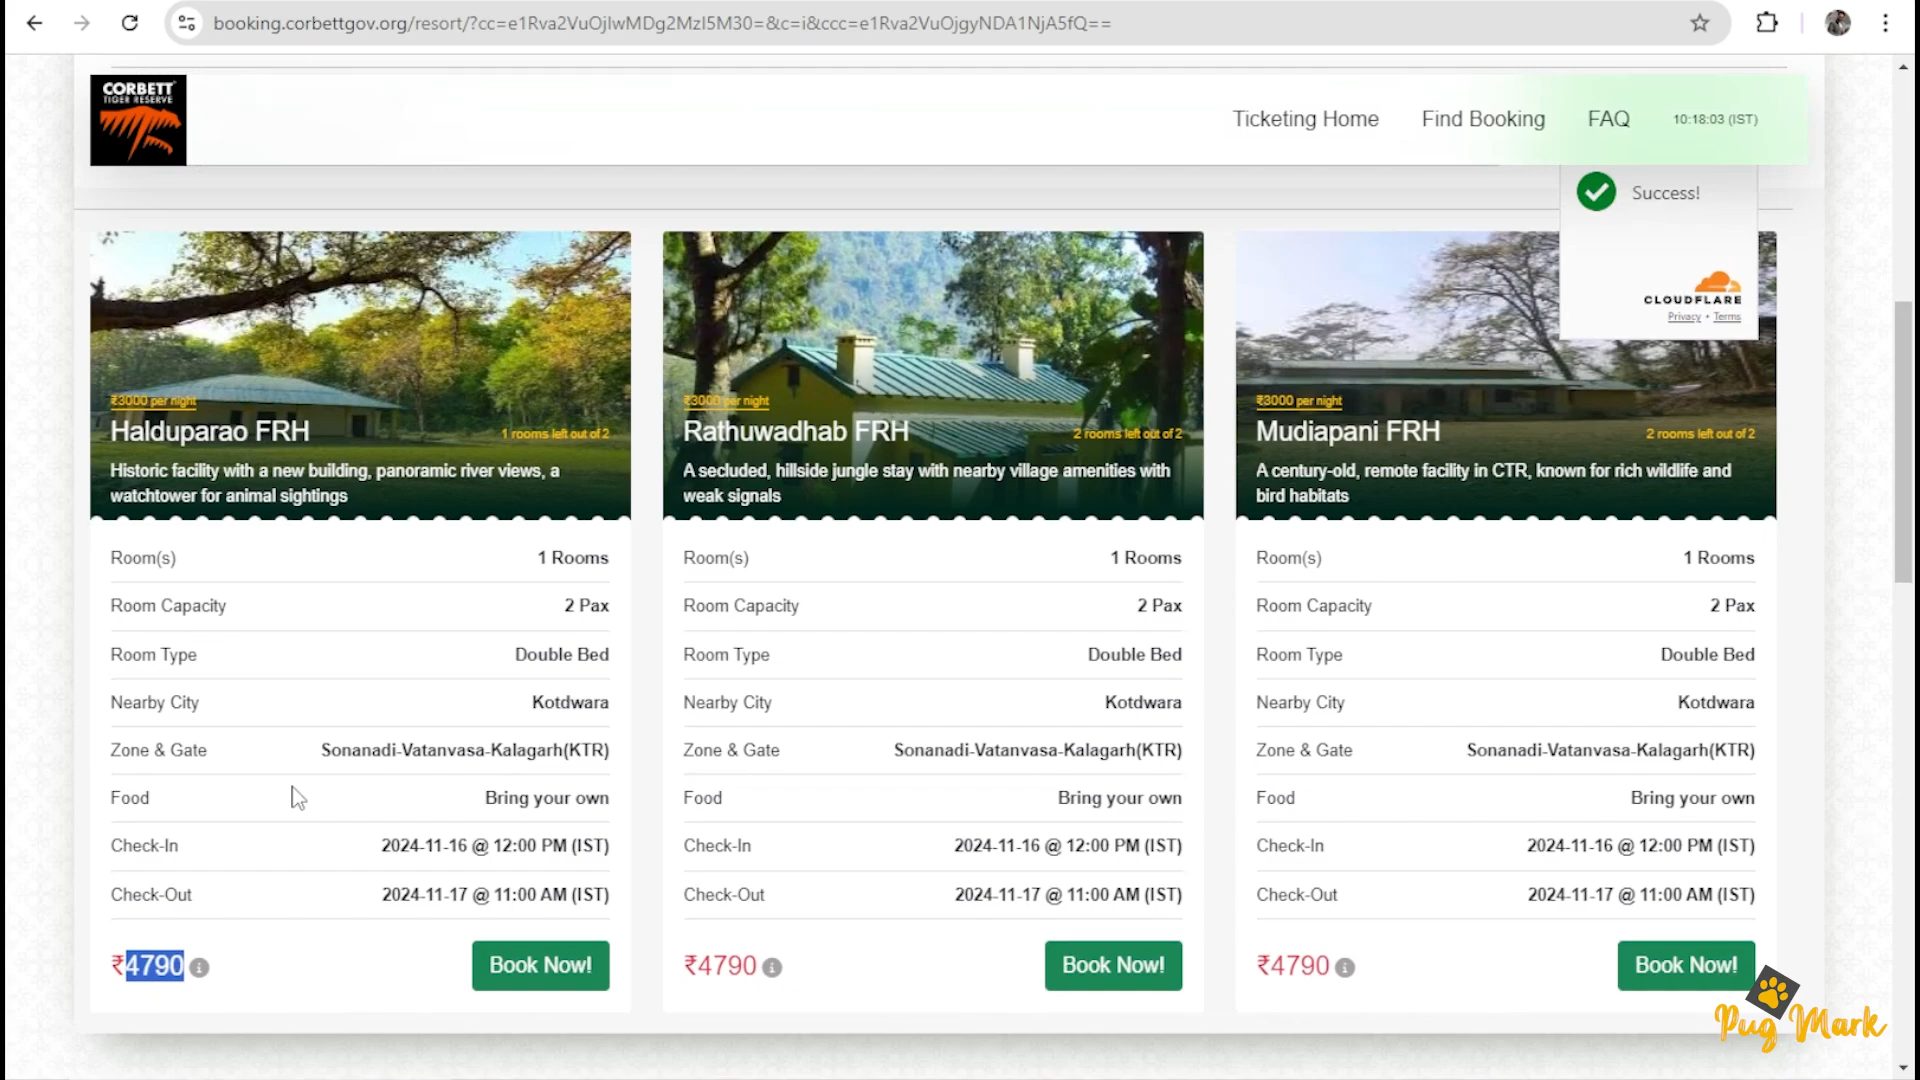 booking.corbettgov.org/resort/?cc=e1Rva2VuOjIwMDg2MzI5M30=&c=i&ccc=e1Rva2VuOjgyNDA1NjA5fQ==
CORBETT
TIGER RESERVE
Ticketing Home
Find Booking
FAQ
10:18:03 (IST)
Success!
CLOUDFLARE
Privacy • Terms
₹3000 per night
Halduparao FRH
1 rooms left out of 2
Historic facility with a new building, panoramic river views, a
watchtower for animal sightings
Room(s) 1 Rooms
Room Capacity 2 Pax
Room Type Double Bed
Nearby City Kotdwara
Zone & Gate Sonanadi-Vatanvasa-Kalagarh(KTR)
Food Bring your own
Check-In 2024-11-16 @ 12:00 PM (IST)
Check-Out 2024-11-17 @ 11:00 AM (IST)
₹4790 Book Now!
₹3000 per night
Rathuwadhab FRH
2 rooms left out of 2
A secluded, hillside jungle stay with nearby village amenities with
weak signals
Room(s) 1 Rooms
Room Capacity 2 Pax
Room Type Double Bed
Nearby City Kotdwara
Zone & Gate Sonanadi-Vatanvasa-Kalagarh(KTR)
Food Bring your own
Check-In 2024-11-16 @ 12:00 PM (IST)
Check-Out 2024-11-17 @ 11:00 AM (IST)
₹4790 Book Now!
₹3000 per night
Mudiapani FRH
2 rooms left out of 2
A century-old, remote facility in CTR, known for rich wildlife and
bird habitats
Room(s) 1 Rooms
Room Capacity 2 Pax
Room Type Double Bed
Nearby City Kotdwara
Zone & Gate Sonanadi-Vatanvasa-Kalagarh(KTR)
Food Bring your own
Check-In 2024-11-16 @ 12:00 PM (IST)
Check-Out 2024-11-17 @ 11:00 AM (IST)
₹4790 Book Now!
Pug Mark